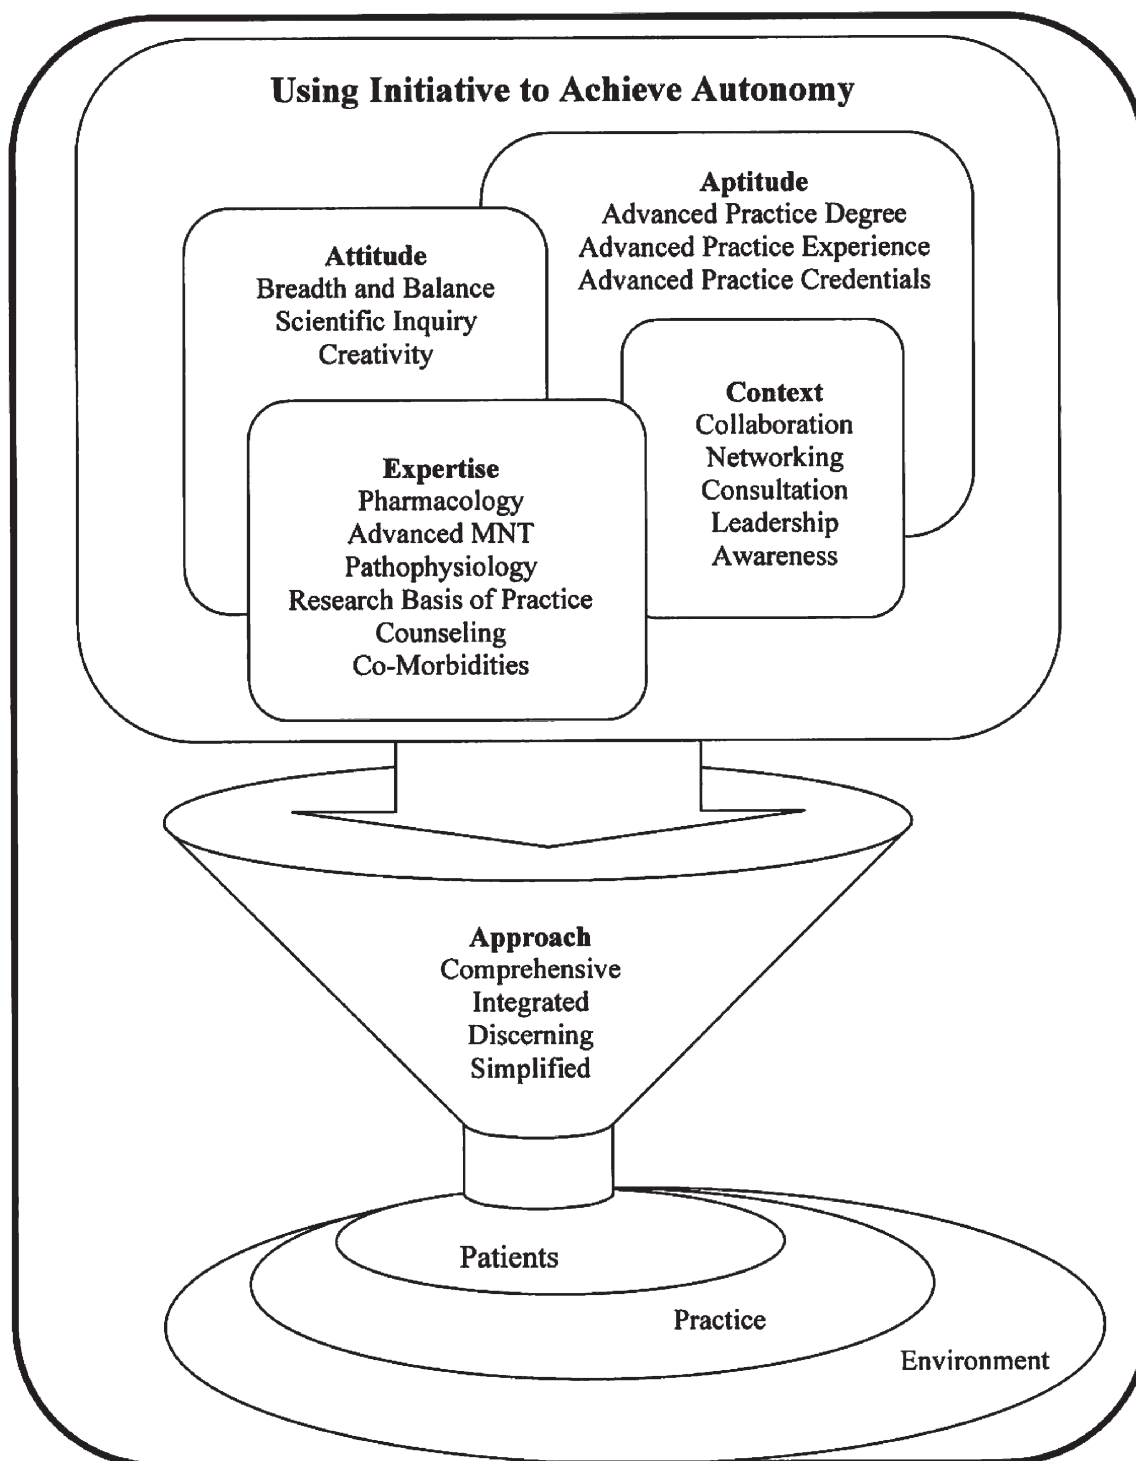 Using Initiative to Achieve Autonomy
Aptitude
Advanced Practice Degree
Advanced Practice Experience
Advanced Practice Credentials
Attitude
Breadth and Balance
Scientific Inquiry
Creativity
Context
Collaboration
Networking
Consultation
Leadership
Awareness
Expertise
Pharmacology
Advanced MNT
Pathophysiology
Research Basis of Practice
Counseling
Co-Morbidities
Approach
Comprehensive
Integrated
Discerning
Simplified
Patients
Practice
Environment